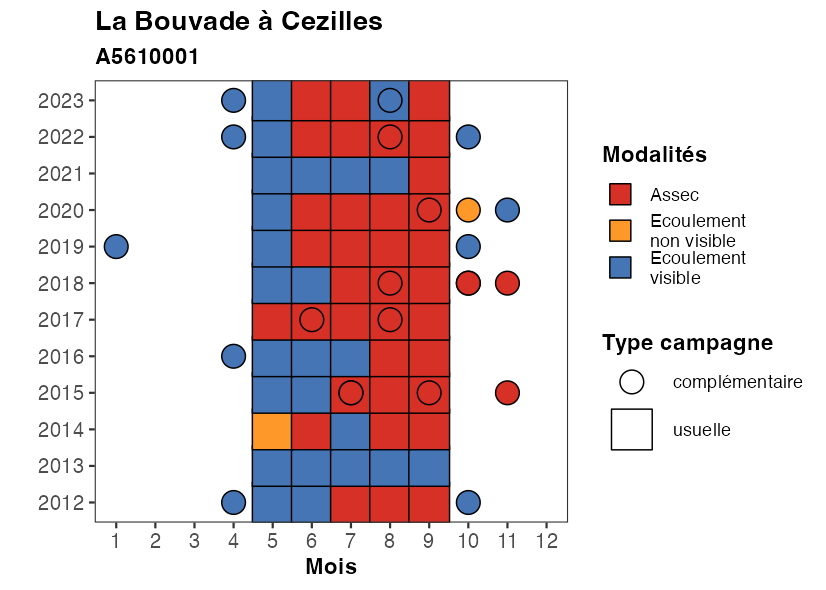 La Bouvade à Cezilles
A5610001
2023
2022
2021
2020
2019
2018
2017
2016
2015
2014
2013
2012
1 2 3 4 5 6 7 8 9 10 11 12
Mois
Modalités
Assec
Ecoulement
non visible
Ecoulement
visible
Type campagne
complémentaire
usuelle